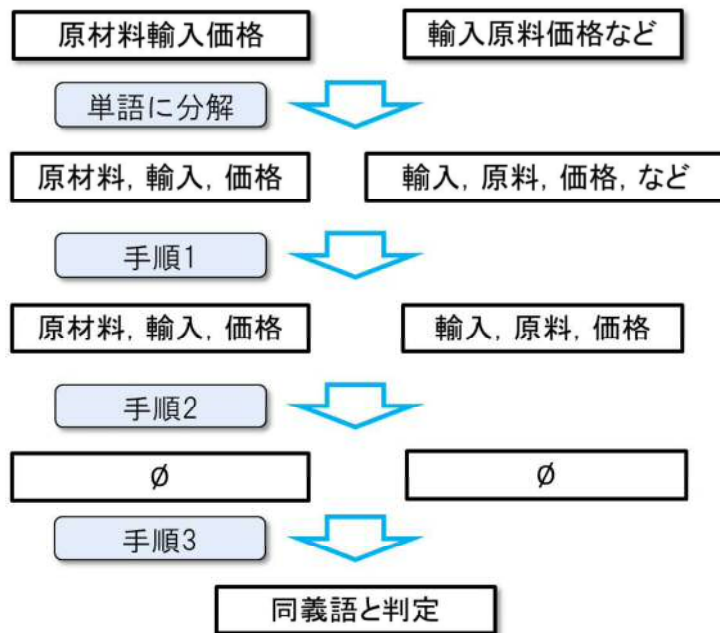 原材料輸入価格
輸入原料価格など
単語に分解
原材料, 輸入, 価格
輸入, 原料, 価格, など
手順1
原材料, 輸入, 価格
輸入, 原料, 価格
手順2
Ø
Ø
手順3
同義語と判定